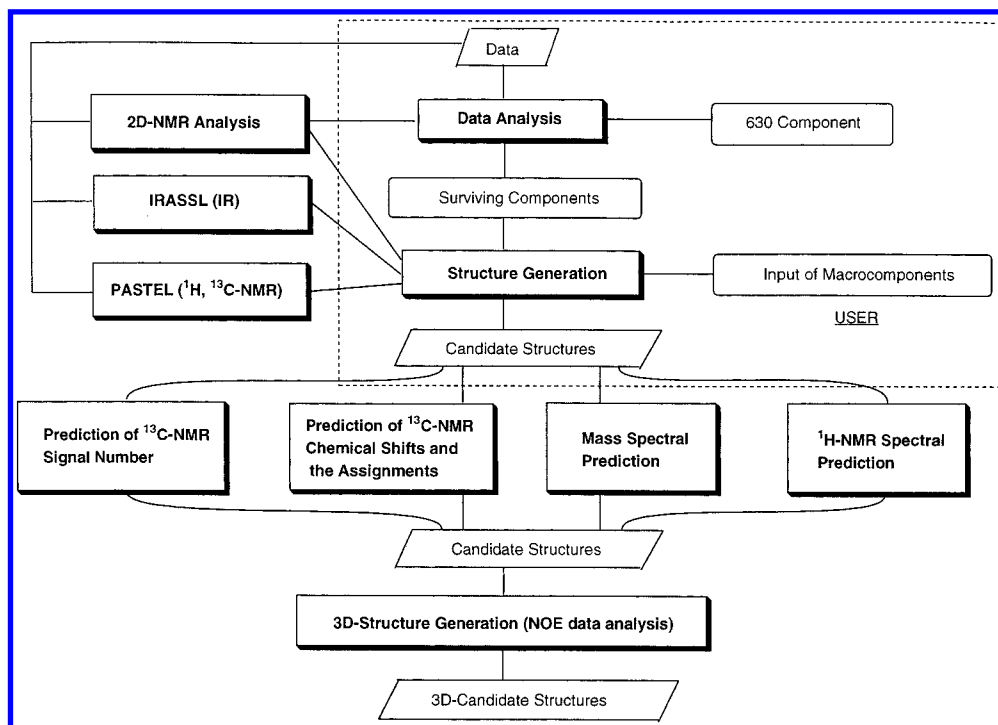 Data
2D-NMR Analysis
Data Analysis
630 Component
IRASSL (IR)
Surviving Components
PASTEL (¹H, ¹³C-NMR)
Structure Generation
Input of Macrocomponents
USER
Candidate Structures
Prediction of ¹³C-NMR
Signal Number
Prediction of ¹³C-NMR
Chemical Shifts and
the Assignments
Mass Spectral
Prediction
¹H-NMR Spectral
Prediction
Candidate Structures
3D-Structure Generation (NOE data analysis)
3D-Candidate Structures